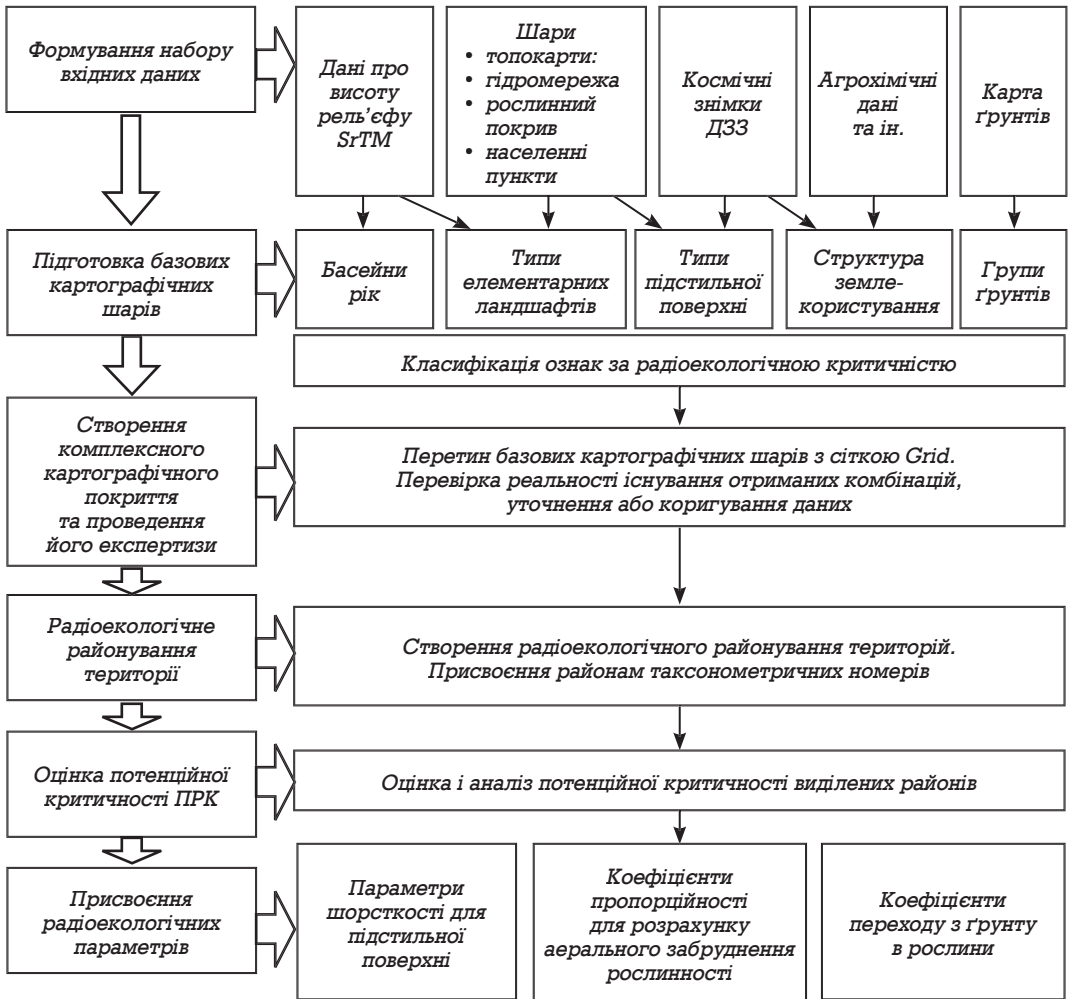 Формування набору
вхідних даних
Дані про
висоту
рель’єфу
SrTM
Шари
• топокарти:
• гідромережа
• рослинний
покрив
• населенні
пункти
Космічні
знімки
ДЗЗ
Агрохімічні
дані
та ін.
Карта
ґрунтів
Підготовка базових
картографічних
шарів
Басейни
рік
Типи
елементарних
ландшафтів
Типи
підстильної
поверхні
Структура
земле-
користування
Групи
ґрунтів
Класифікація ознак за радіоекологічною критичністю
Створення
комплексного
картографічного
покриття
та проведення
його експертизи
Перетин базових картографічних шарів з сіткою Grid.
Перевірка реальності існування отриманих комбінацій,
уточнення або коригування даних
Радіоекологічне
районування
території
Створення радіоекологічного районування територій.
Присвоєння районам таксонометричних номерів
Оцінка потенційної
критичності ПРК
Оцінка і аналіз потенційної критичності виділених районів
Присвоєння
радіоекологічних
параметрів
Параметри
шорсткості для
підстильної
поверхні
Коефіцієнти
пропорційності
для розрахунку
аерального забруднення
рослинності
Коефіцієнти
переходу з ґрунту
в рослини